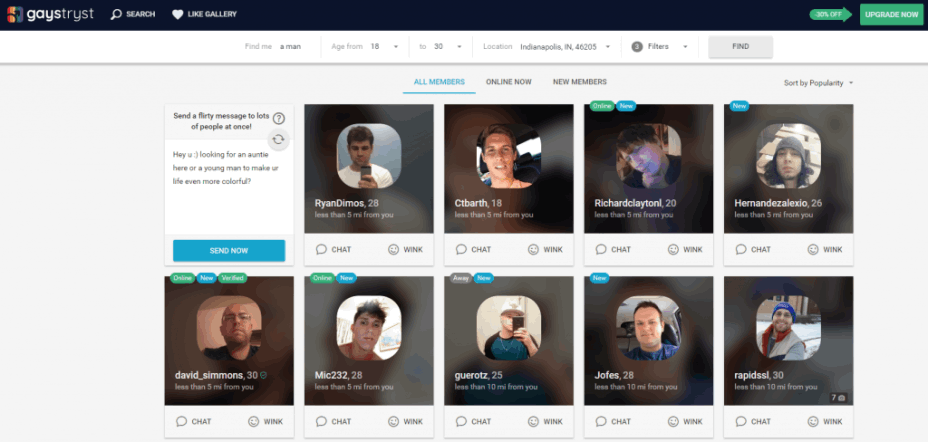 gaystryst
SEARCH
LIKE GALLERY
-30% OFF
UPGRADE NOW
Find me a man
Age from 18
to 30
Location Indianapolis, IN, 46205
3 Filters
FIND
ALL MEMBERS
ONLINE NOW
NEW MEMBERS
Sort by Popularity
Send a flirty message to lots
of people at once!
?
Hey u :) looking for an auntie
here or a young man to make ur
life even more colorful?
SEND NOW
RyanDimos, 28
less than 5 mi from you
CHAT
WINK
Ctbarth, 18
less than 5 mi from you
CHAT
WINK
Online
New
Richardclaytonl, 20
less than 5 mi from you
CHAT
WINK
New
Hernandezalexio, 26
less than 5 mi from you
CHAT
WINK
Online
New
Verified
david_simmons, 30
less than 5 mi from you
CHAT
WINK
Online
New
Mic232, 28
less than 5 mi from you
CHAT
WINK
Away
New
guerotz, 25
less than 10 mi from you
CHAT
WINK
New
Jofes, 28
less than 10 mi from you
CHAT
WINK
rapidssl, 30
less than 10 mi from you
7
CHAT
WINK